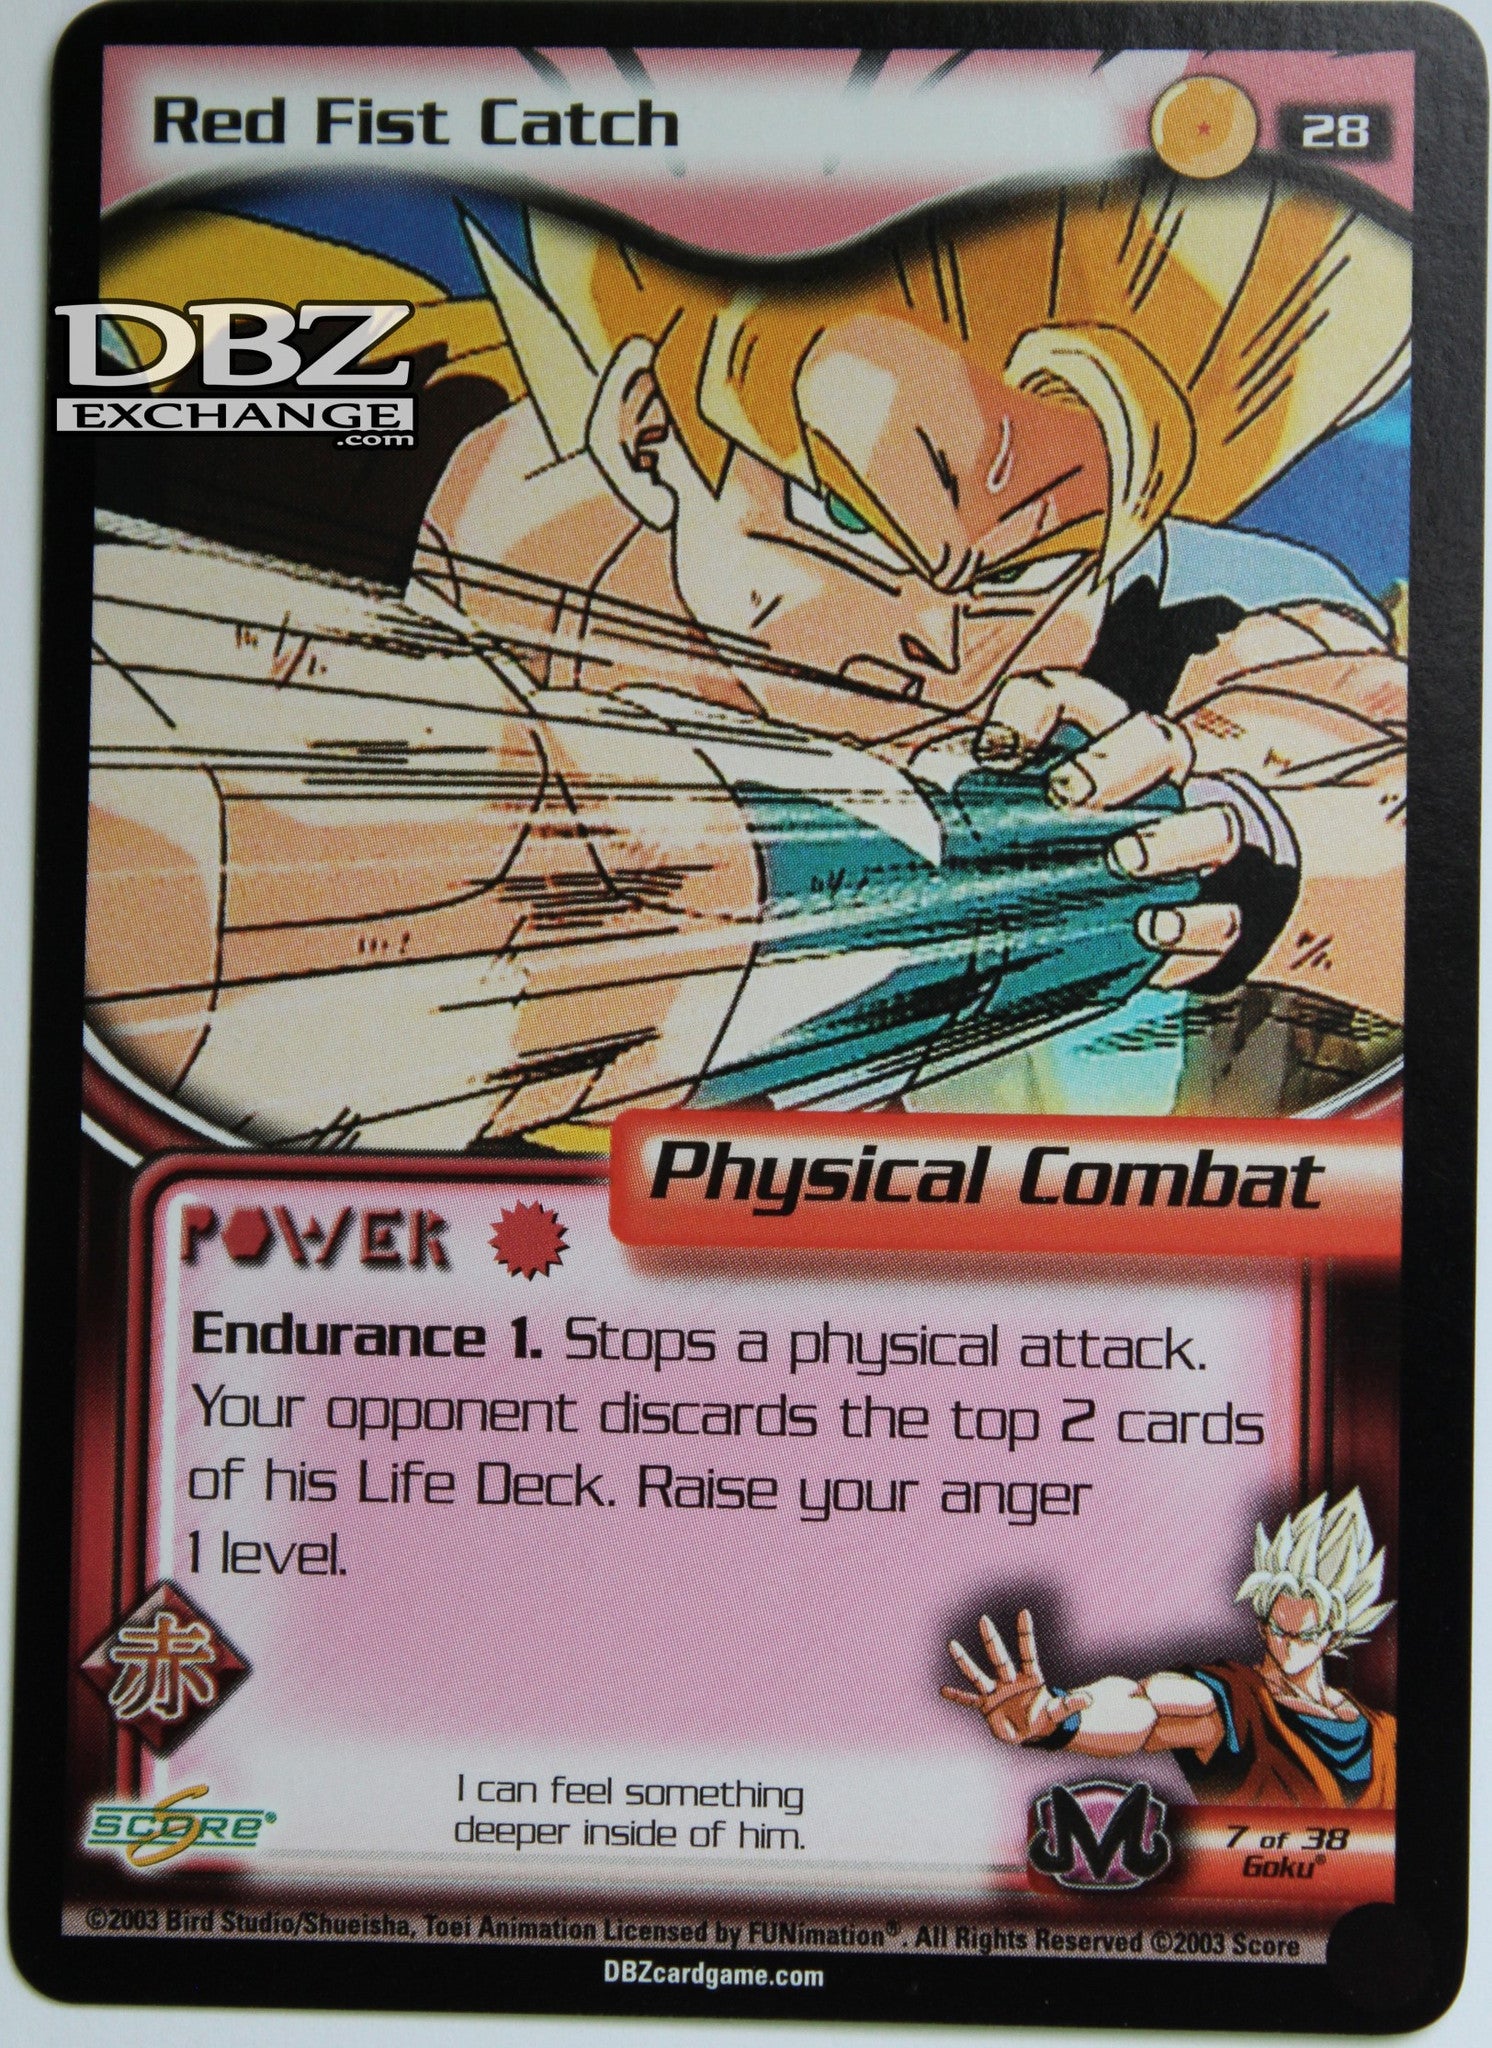 Red Fist Catch
28
DBZ
EXCHANGE
.com
Physical Combat
POWER
Endurance 1. Stops a physical attack.
Your opponent discards the top 2 cards
of his Life Deck. Raise your anger
1 level.
赤
SCORE®
I can feel something
deeper inside of him.
M
7 of 38
Goku®
©2003 Bird Studio/Shueisha, Toei Animation Licensed by FUNimation®. All Rights Reserved ©2003 Score
DBZcardgame.com